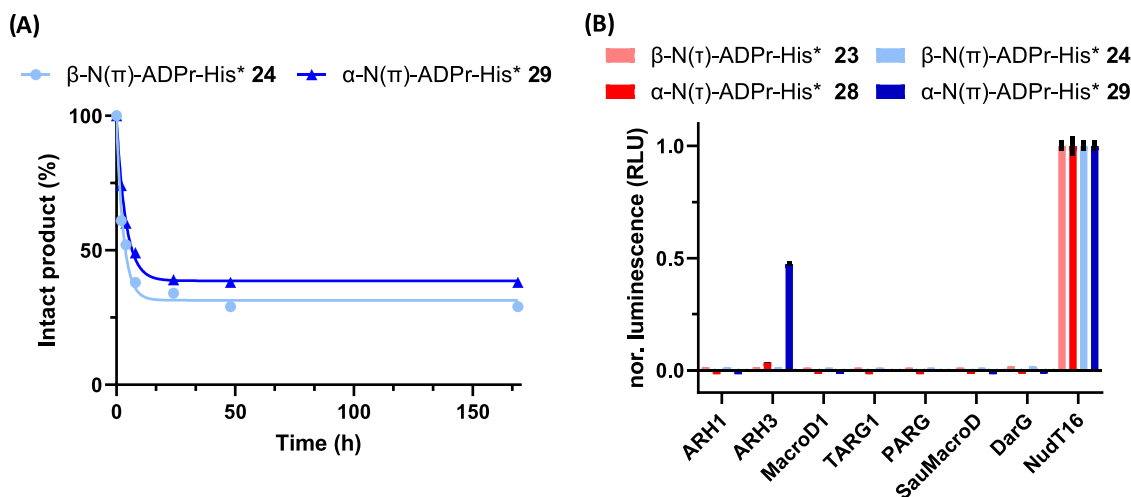 (A)
β-N(π)-ADPr-His* 24
α-N(π)-ADPr-His* 29
100
50
0
Intact product (%)
0
50
100
150
Time (h)
(B)
β-N(τ)-ADPr-His* 23
β-N(π)-ADPr-His* 24
α-N(τ)-ADPr-His* 28
α-N(π)-ADPr-His* 29
nor. luminescence (RLU)
1.0
0.5
0.0
ARH1
ARH3
MacroD1
TARG1
PARG
SauMacroD
DarG
NudT16